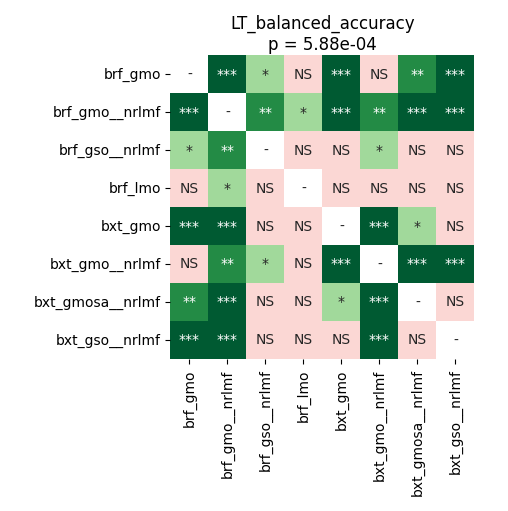 LT_balanced_accuracy
p = 5.88e-04
brf_gmo - *** * NS *** NS ** ***
brf_gmo__nrlmf *** - ** * *** ** *** ***
brf_gso__nrlmf * ** - NS NS * NS NS
brf_lmo NS * NS - NS NS NS NS
bxt_gmo *** *** NS NS - *** * NS
bxt_gmo__nrlmf NS ** * NS *** - *** ***
bxt_gmosa__nrlmf ** *** NS NS * *** - NS
bxt_gso__nrlmf *** *** NS NS NS *** NS -
brf_gmo
brf_gmo__nrlmf
brf_gso__nrlmf
brf_lmo
bxt_gmo
bxt_gmo__nrlmf
bxt_gmosa__nrlmf
bxt_gso__nrlmf